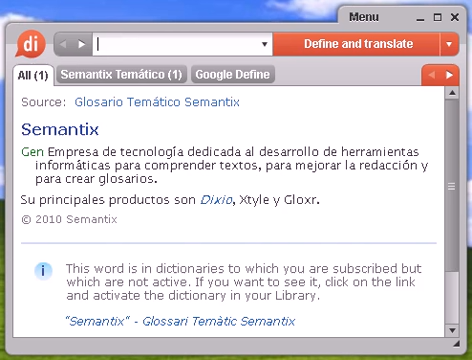 Menu
di
Define and translate
All (1)
Semantix Temático (1)
Google Define
Source: Glosario Temático Semantix
Semantix
Gen Empresa de tecnología dedicada al desarrollo de herramientas
informáticas para comprender textos, para mejorar la redacción y
para crear glosarios.
Su principales productos son Dixio, Xtyle y Gloxr.
© 2010 Semantix
i
This word is in dictionaries to which you are subscribed but
which are not active. If you want to see it, click on the link
and activate the dictionary in your Library.
"Semantix" - Glossari Temàtic Semantix